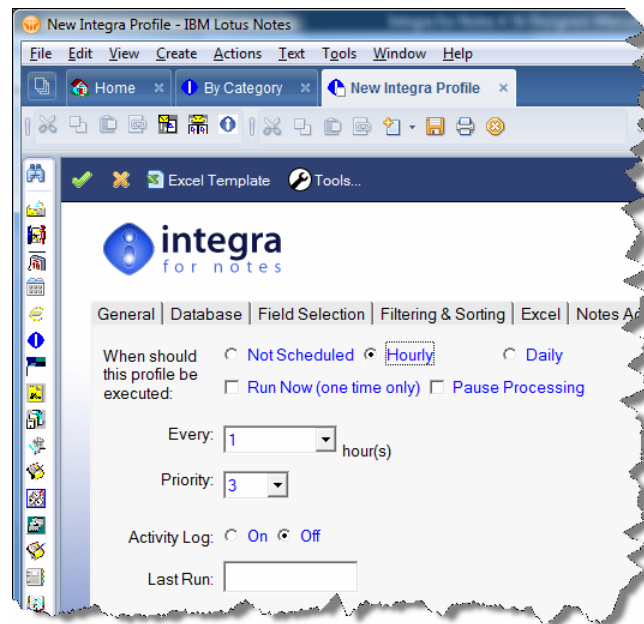 New Integra Profile - IBM Lotus Notes
File Edit View Create Actions Text Tools Window Help
Home By Category New Integra Profile
Excel Template Tools...
integra
for notes
General Database Field Selection Filtering & Sorting Excel Notes
When should this profile be executed:
Not Scheduled Hourly Daily
Run Now (one time only) Pause Processing
Every: 1 hour(s)
Priority: 3
Activity Log: On Off
Last Run: